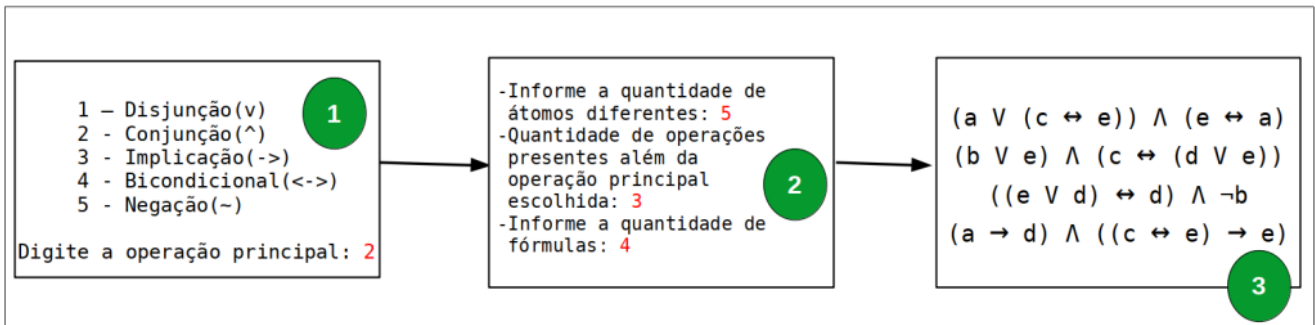 1 – Disjunção(v)
2 - Conjunção(^)
3 - Implicação(->)
4 - Bicondicional(<->)
5 - Negação(~)
Digite a operação principal: 2
1
-Informe a quantidade de
átomos diferentes: 5
-Quantidade de operações
presentes além da
operação principal
escolhida: 3
-Informe a quantidade de
fórmulas: 4
2
(a V (c ↔ e)) Λ (e ↔ a)
(b V e) Λ (c ↔ (d V e))
((e V d) ↔ d) Λ ¬b
(a → d) Λ ((c ↔ e) → e)
3